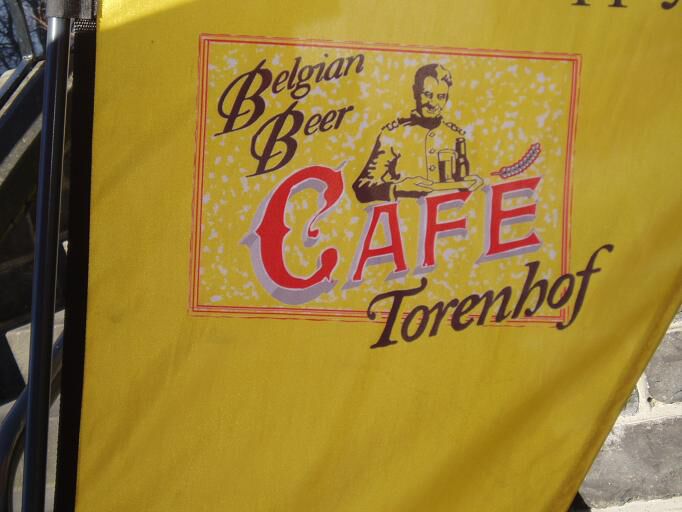 Belgian
Beer
CAFÉ
Torenhof